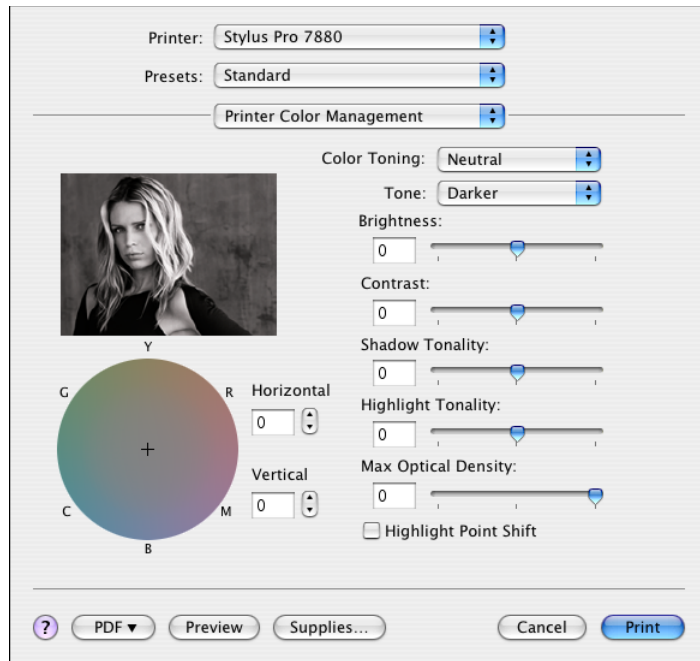 Printer: Stylus Pro 7880
Presets: Standard
Printer Color Management
Color Toning: Neutral
Tone: Darker
Brightness:
0
Contrast:
0
Shadow Tonality:
0
Highlight Tonality:
0
Max Optical Density:
0
Highlight Point Shift
Y
G R
C M
B
Horizontal
0
Vertical
0
? PDF ▼ Preview Supplies... Cancel Print